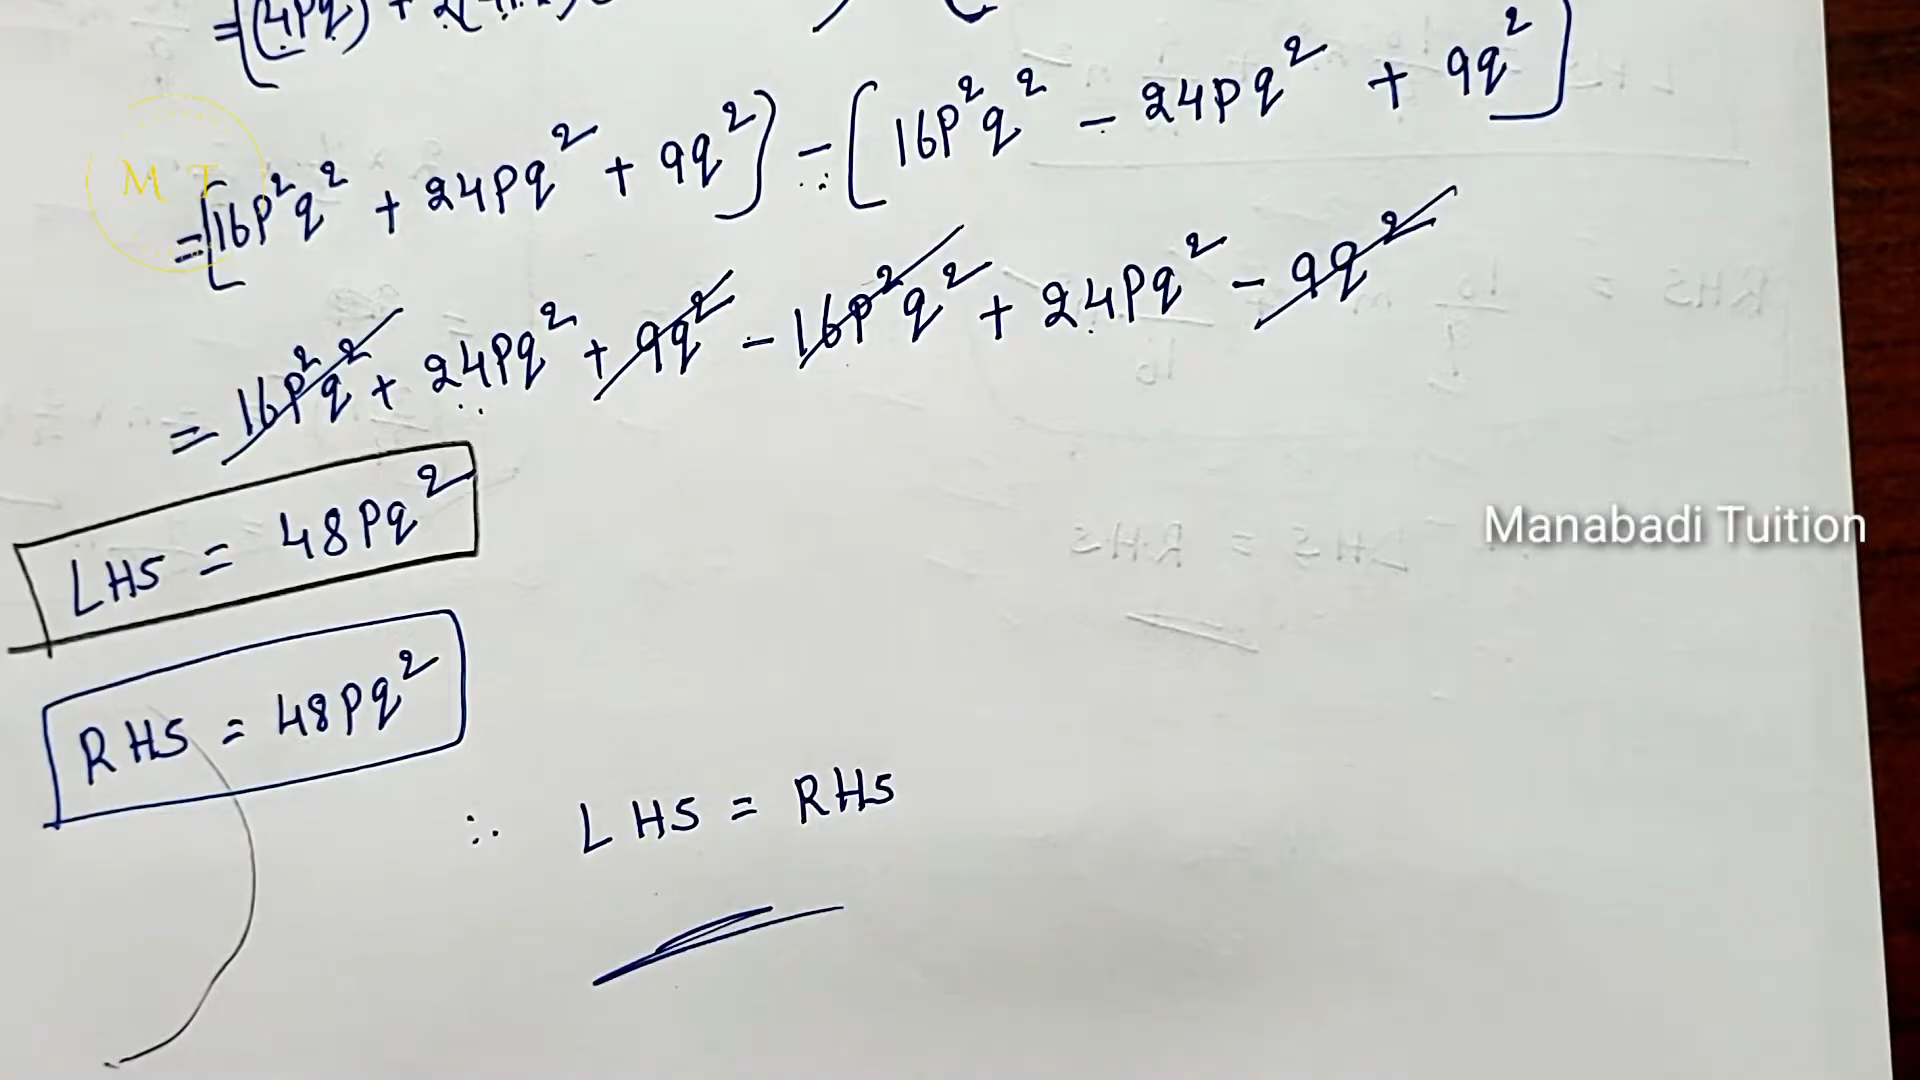 =[(4pq)
M T
=[16p²q² + 24pq² + 9q²] - [16p²q² - 24pq² + 9q²]
= 16p²q² + 24pq² + 9q² - 16p²q² + 24pq² - 9q²
LHS = 48pq²
Manabadi Tuition
RHS = 48pq²
∴ LHS = RHS